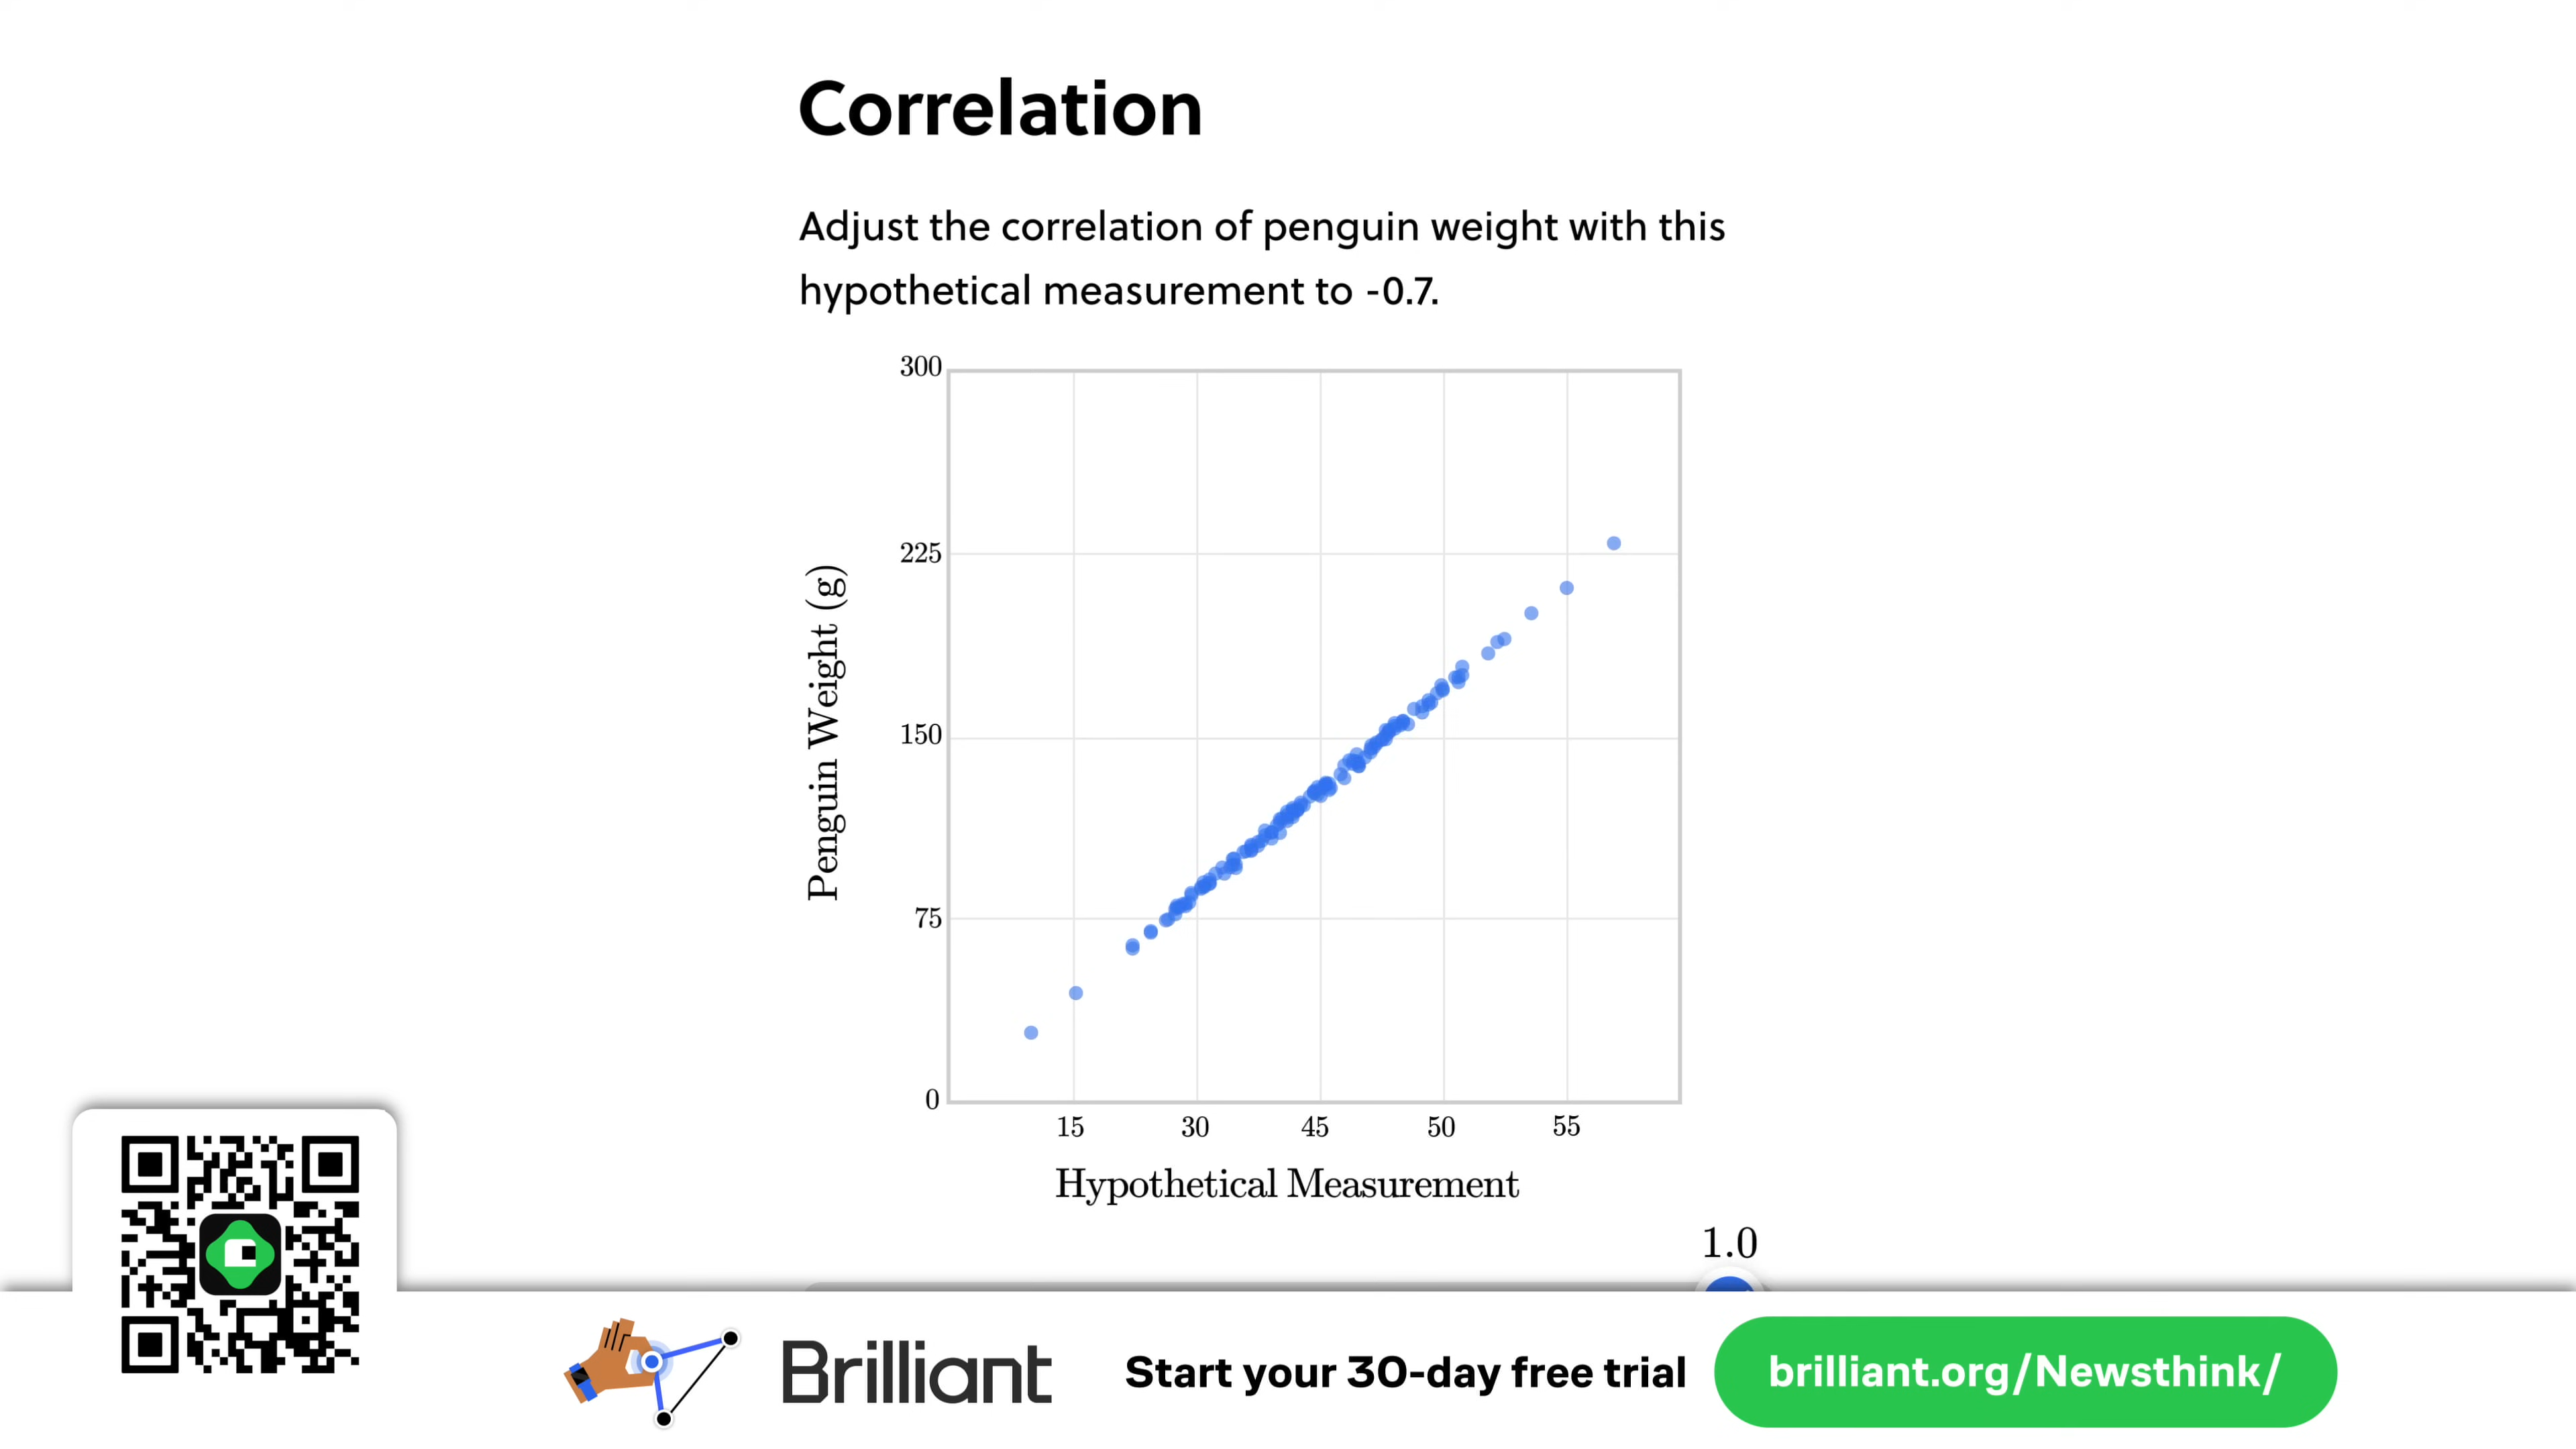 Correlation
Adjust the correlation of penguin weight with this
hypothetical measurement to -0.7.
300
225
150
75
0
Penguin Weight (g)
15 30 45 50 55
Hypothetical Measurement
1.0
Brilliant
Start your 30-day free trial
brilliant.org/Newsthink/